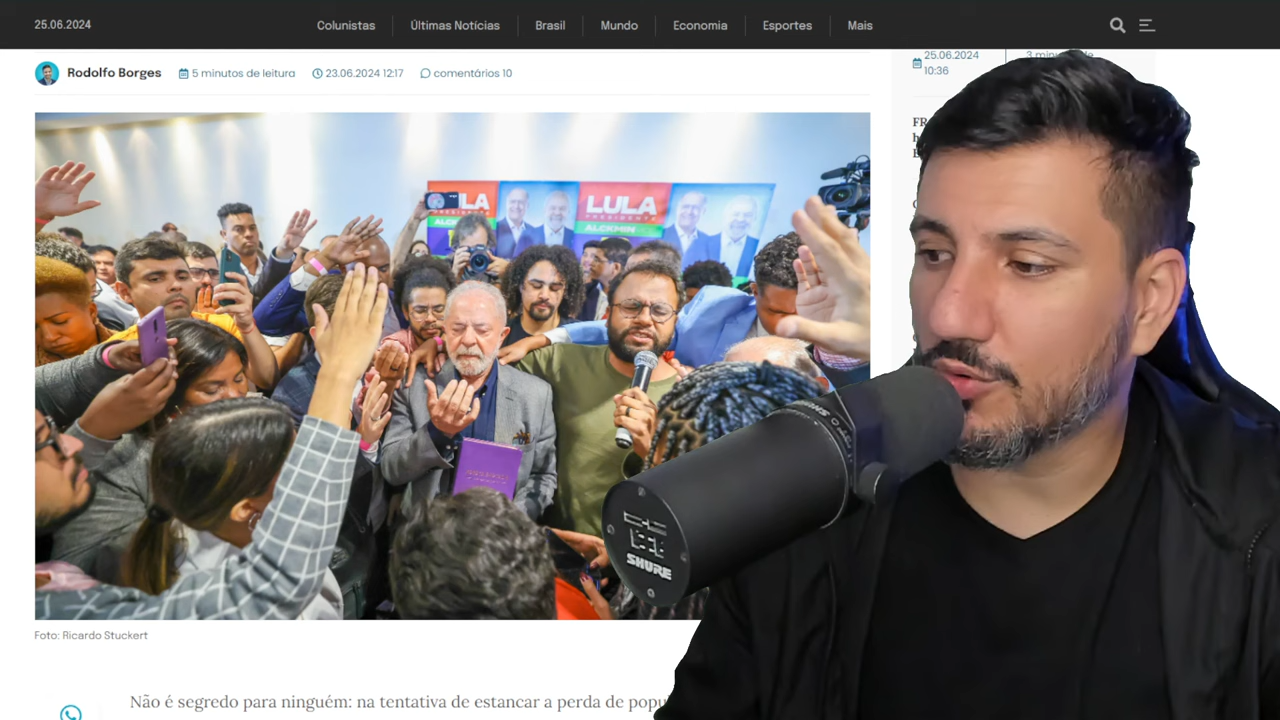 25.06.2024
Colunistas
Últimas Notícias
Brasil
Mundo
Economia
Esportes
Mais
Rodolfo Borges
5 minutos de leitura
23.06.2024 12:17
comentários 10
25.06.2024
10:36
LULA
PRESIDENTE
ALCKMIN
SHURE
Foto: Ricardo Stuckert
Não é segredo para ninguém: na tentativa de estancar a perda de